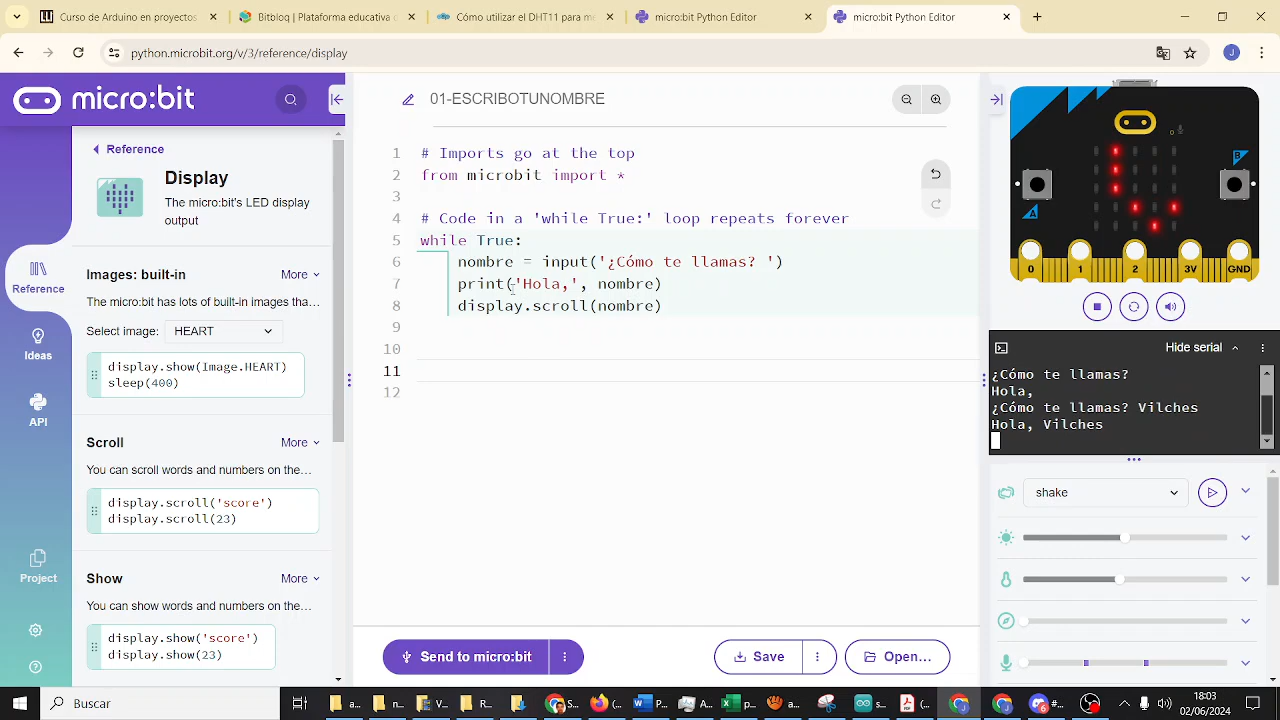 Curso de Arduino proyectos
Bitblog | Plataforma educativa
Cómoutilizar el DHT11 para me
micro:bit Python Editor
micro:bit Python Editor
python.microbit.org/v/3/reference/display
J
micro:bit
Reference
Display
The micro:bit's LED display
output
Images: built-in
More
The micro:bit has lots of built-in images tha...
Select image:
HEART
display.show(Image.HEART)
sleep(400)
Scroll
More
You can scroll words and numbers on the...
display.scroll('score')
display.scroll(23)
Show
More
You can show words and numbers on the...
display.show('score')
display.show(23)
Reference
Ideas
API
Project
01-ESCRIBOTUNOMBRE
1 # Imports go at the top
2 from microbit import *
3
4 # Code in a 'while True:' loop repeats forever
5 while True:
6 nombre = input('¿Cómo te llamas? ')
7 print('Hola,', nombre)
8 display.scroll(nombre)
9
10
11
12
Send to micro:bit
Save
Open...
A
B
0 1 2 3V GND
Hide serial
¿Cómo te llamas?
Hola,
¿Cómo te llamas? Vilches
Hola, Vilches
shake
Buscar
18:03
02/06/2024